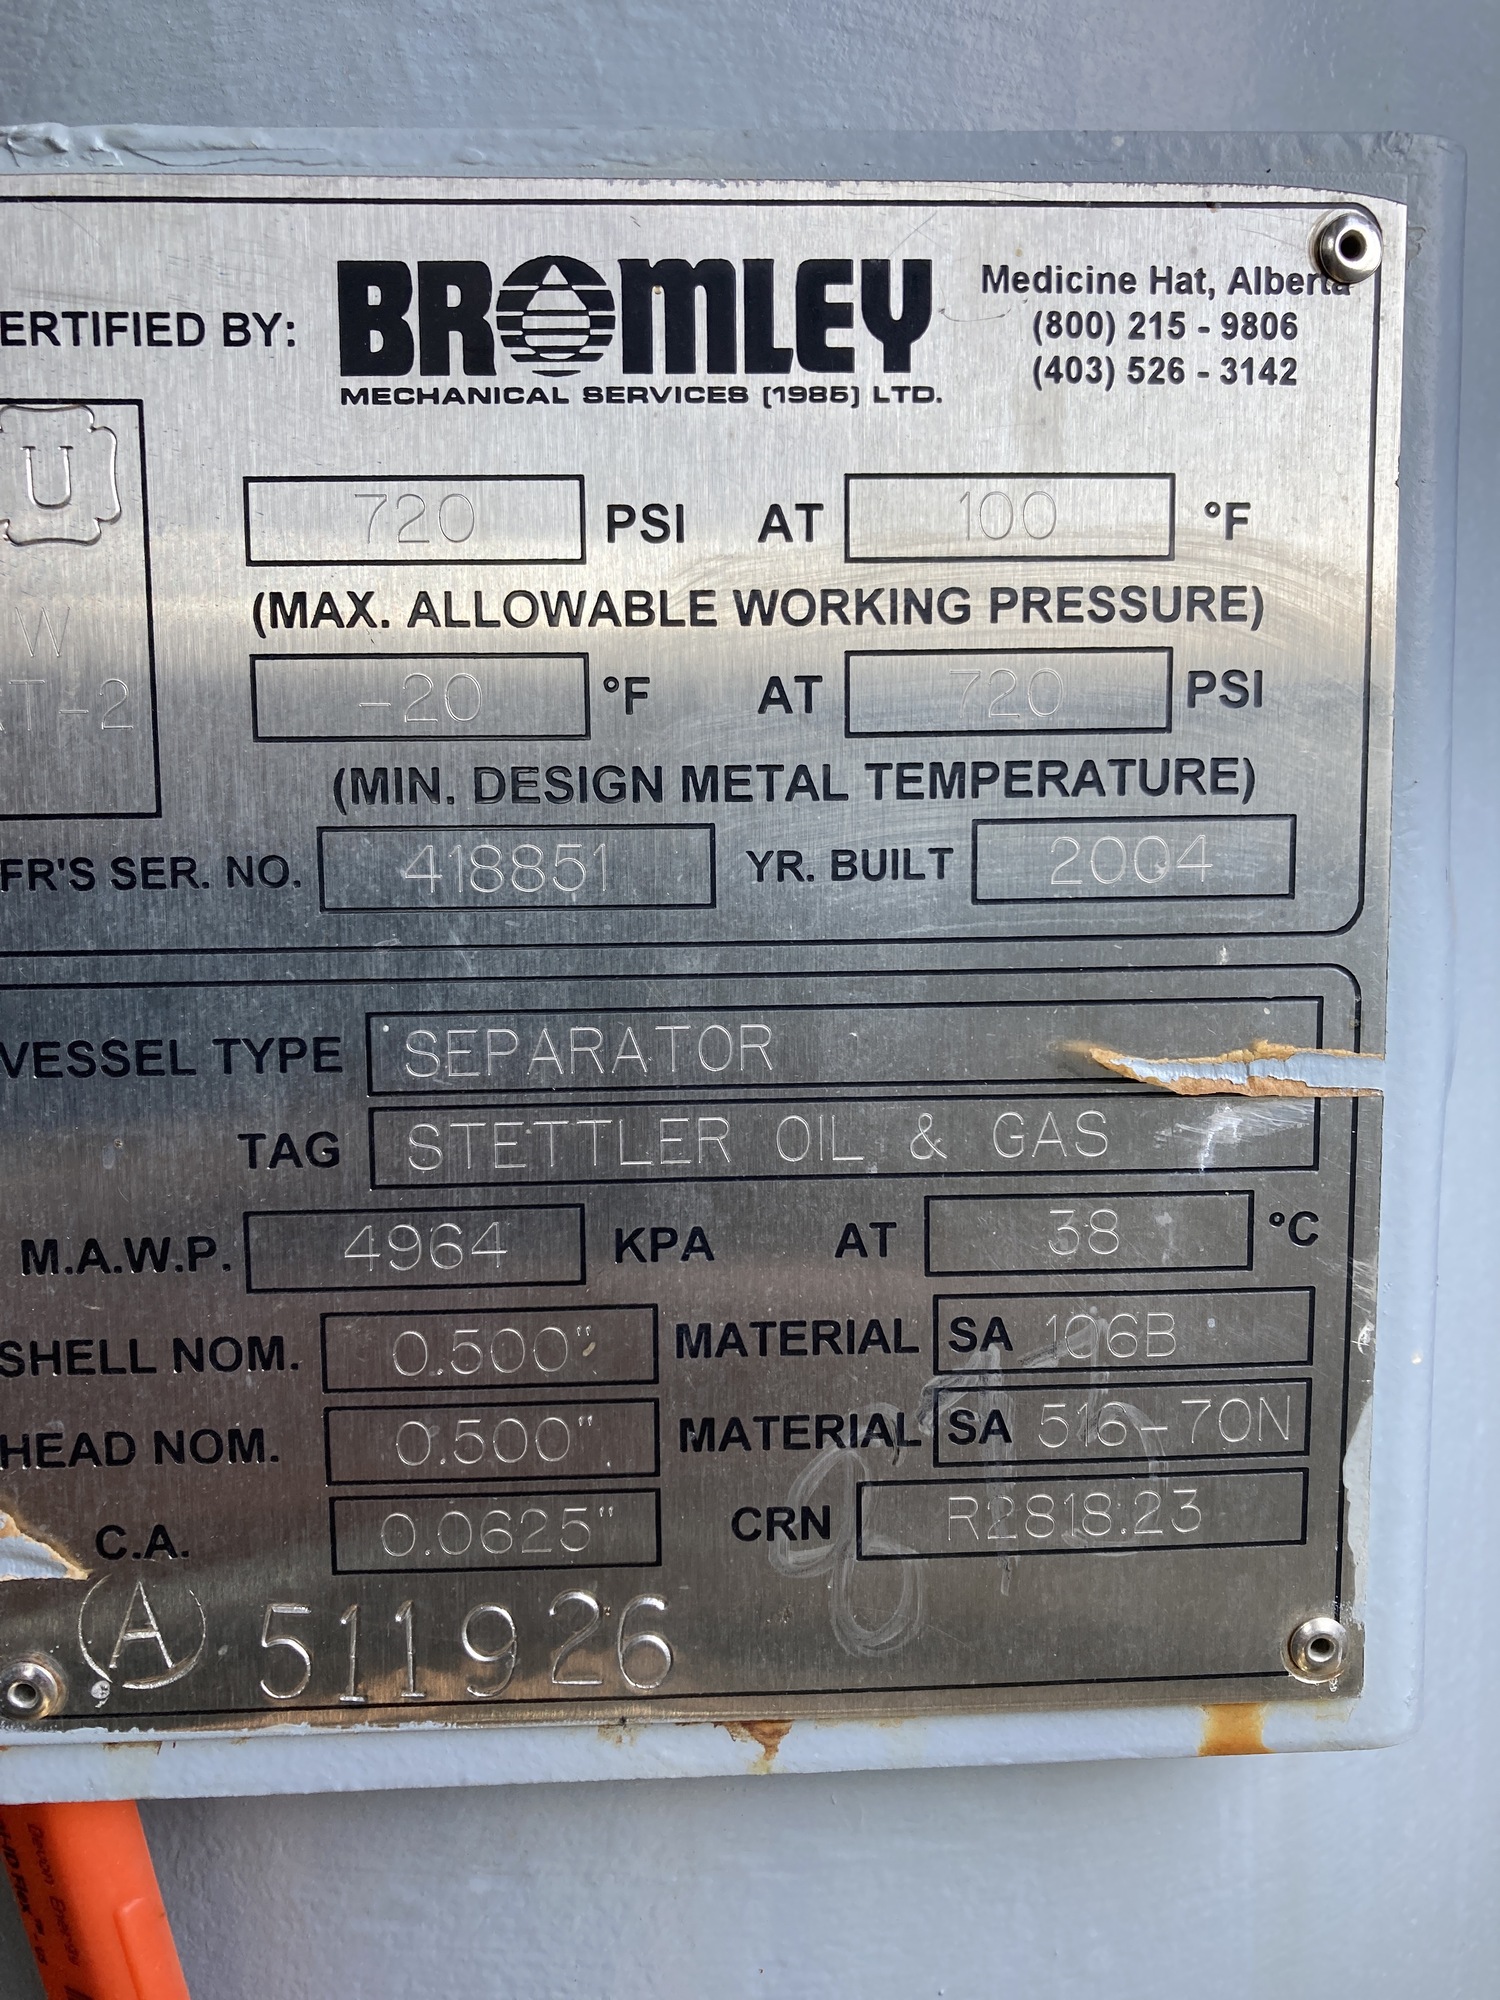 ERTIFIED BY:
BROMLEY
MECHANICAL SERVICES [1985] LTD.
Medicine Hat, Alberta
(800) 215 - 9806
(403) 526 - 3142
U
W
RT-2
720 PSI AT 100 °F
(MAX. ALLOWABLE WORKING PRESSURE)
-20 °F AT 720 PSI
(MIN. DESIGN METAL TEMPERATURE)
FR'S SER. NO. 418851 YR. BUILT 2004
VESSEL TYPE SEPARATOR
TAG STETTLER OIL & GAS
M.A.W.P. 4964 KPA AT 38 °C
SHELL NOM. 0.500" MATERIAL SA 106B
HEAD NOM. 0.500" MATERIAL SA 516-70N
C.A. 0.0625" CRN R2818.23
A 511926